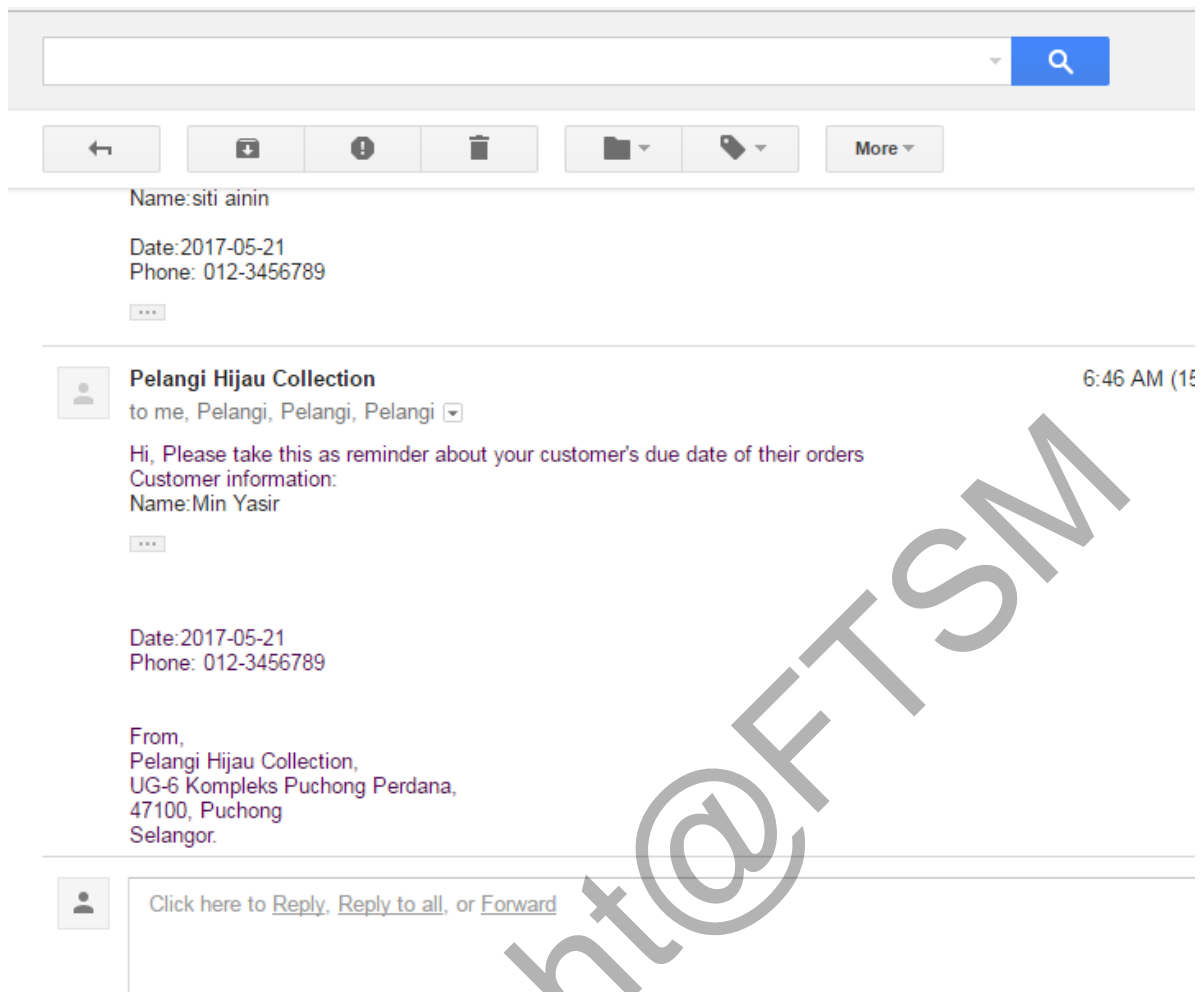 More
Name:siti ainin
Date:2017-05-21
Phone: 012-3456789
Pelangi Hijau Collection
6:46 AM (15
to me, Pelangi, Pelangi, Pelangi
Hi, Please take this as reminder about your customer's due date of their orders
Customer information:
Name:Min Yasir
Date:2017-05-21
Phone: 012-3456789
From,
Pelangi Hijau Collection,
UG-6 Kompleks Puchong Perdana,
47100, Puchong
Selangor.
Click here to Reply, Reply to all, or Forward
ht@FTSM